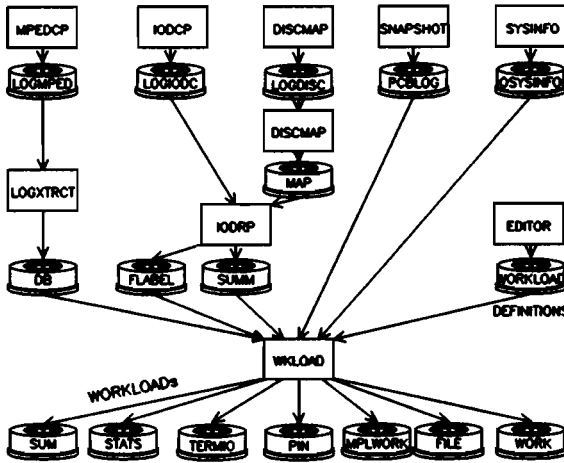 MPEDCP IODCP DISCMAP SNAPSHOT SYSINFO
LOGMPED LOGIODC LOGDISC PCBLOG OSYSINFO
DISCMAP
LOGXTRCT MAP
IODRP EDITOR
DB FLABEL SUMM WORKLOAD
DEFINITIONS
WKLOAD
WORKLOADs
SUM STATS TERMIO PIN MPLWORK FILE WORK